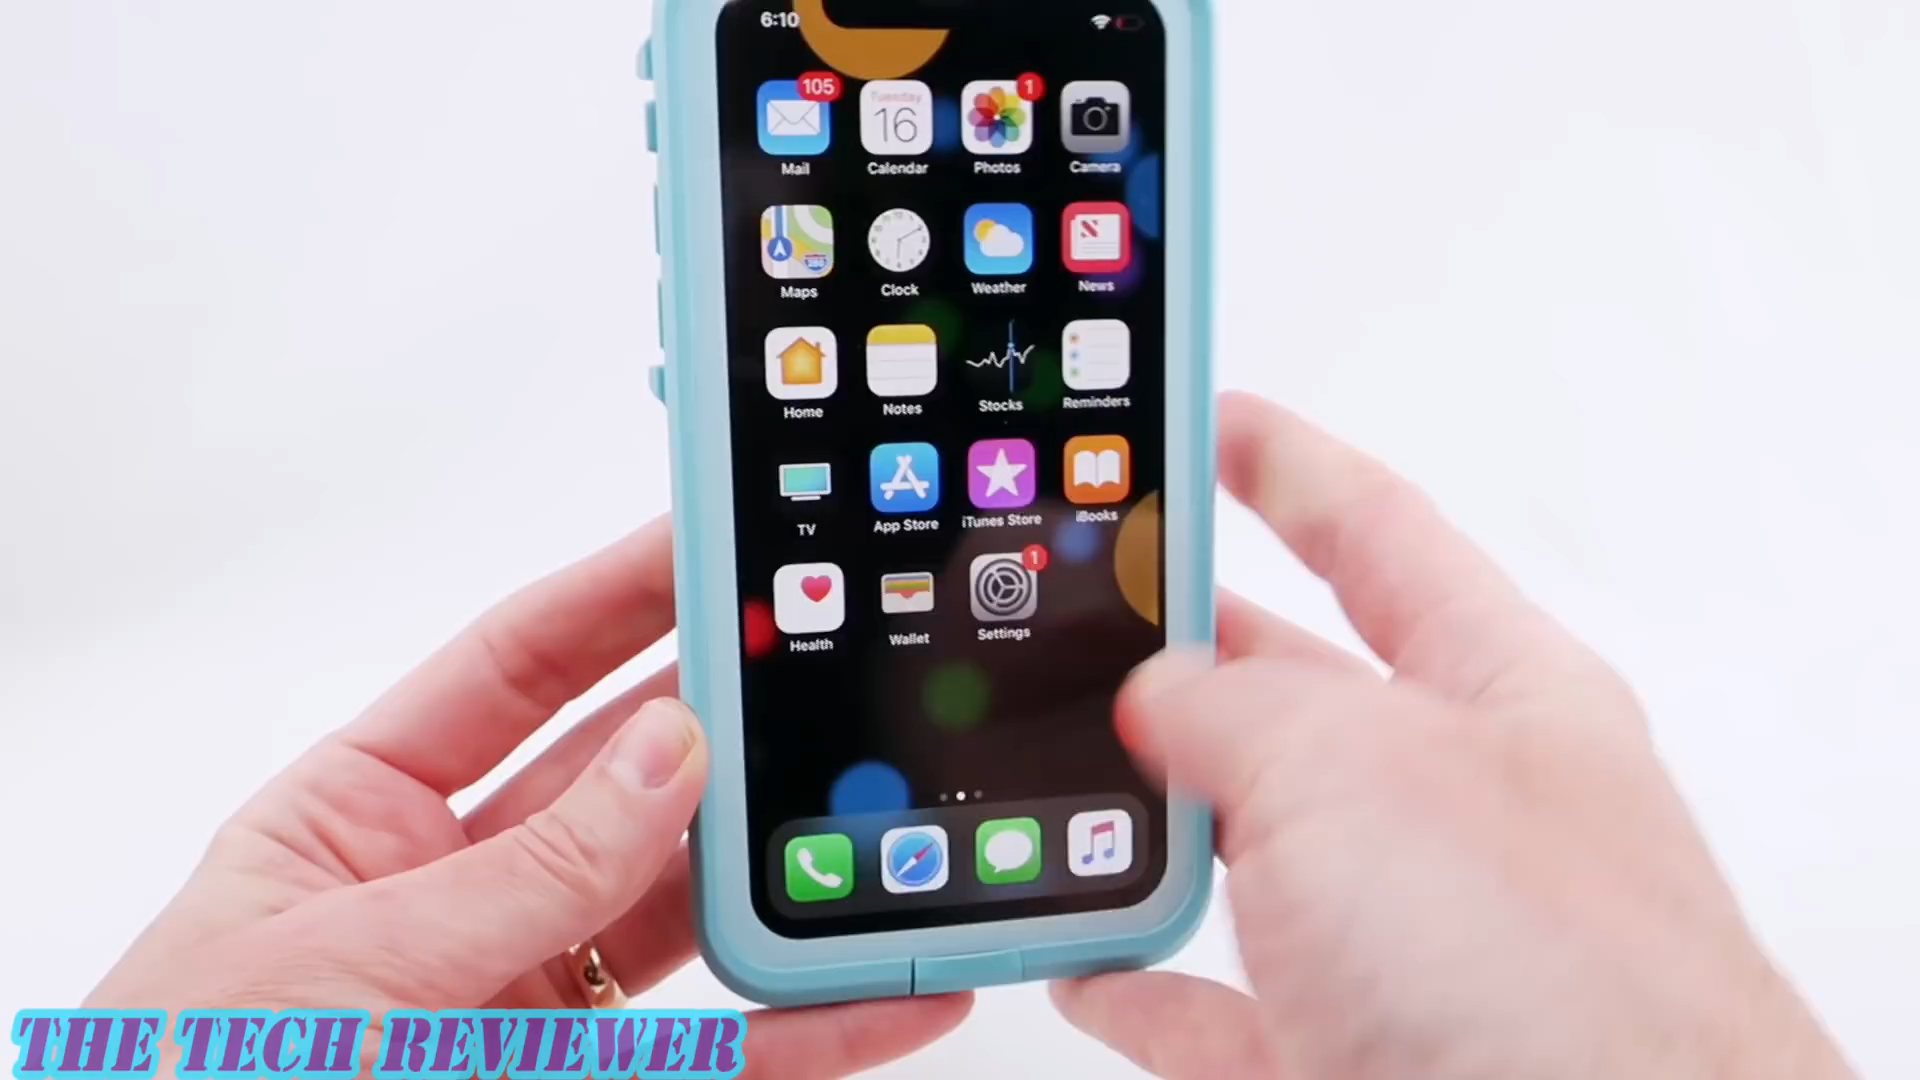 6:10
105
Tuesday
16
1
Mail Calendar Photos Camera
280
Maps Clock Weather News
Home Notes Stocks Reminders
TV App Store iTunes Store iBooks
1
Health Wallet Settings
THE TECH REVIEWER